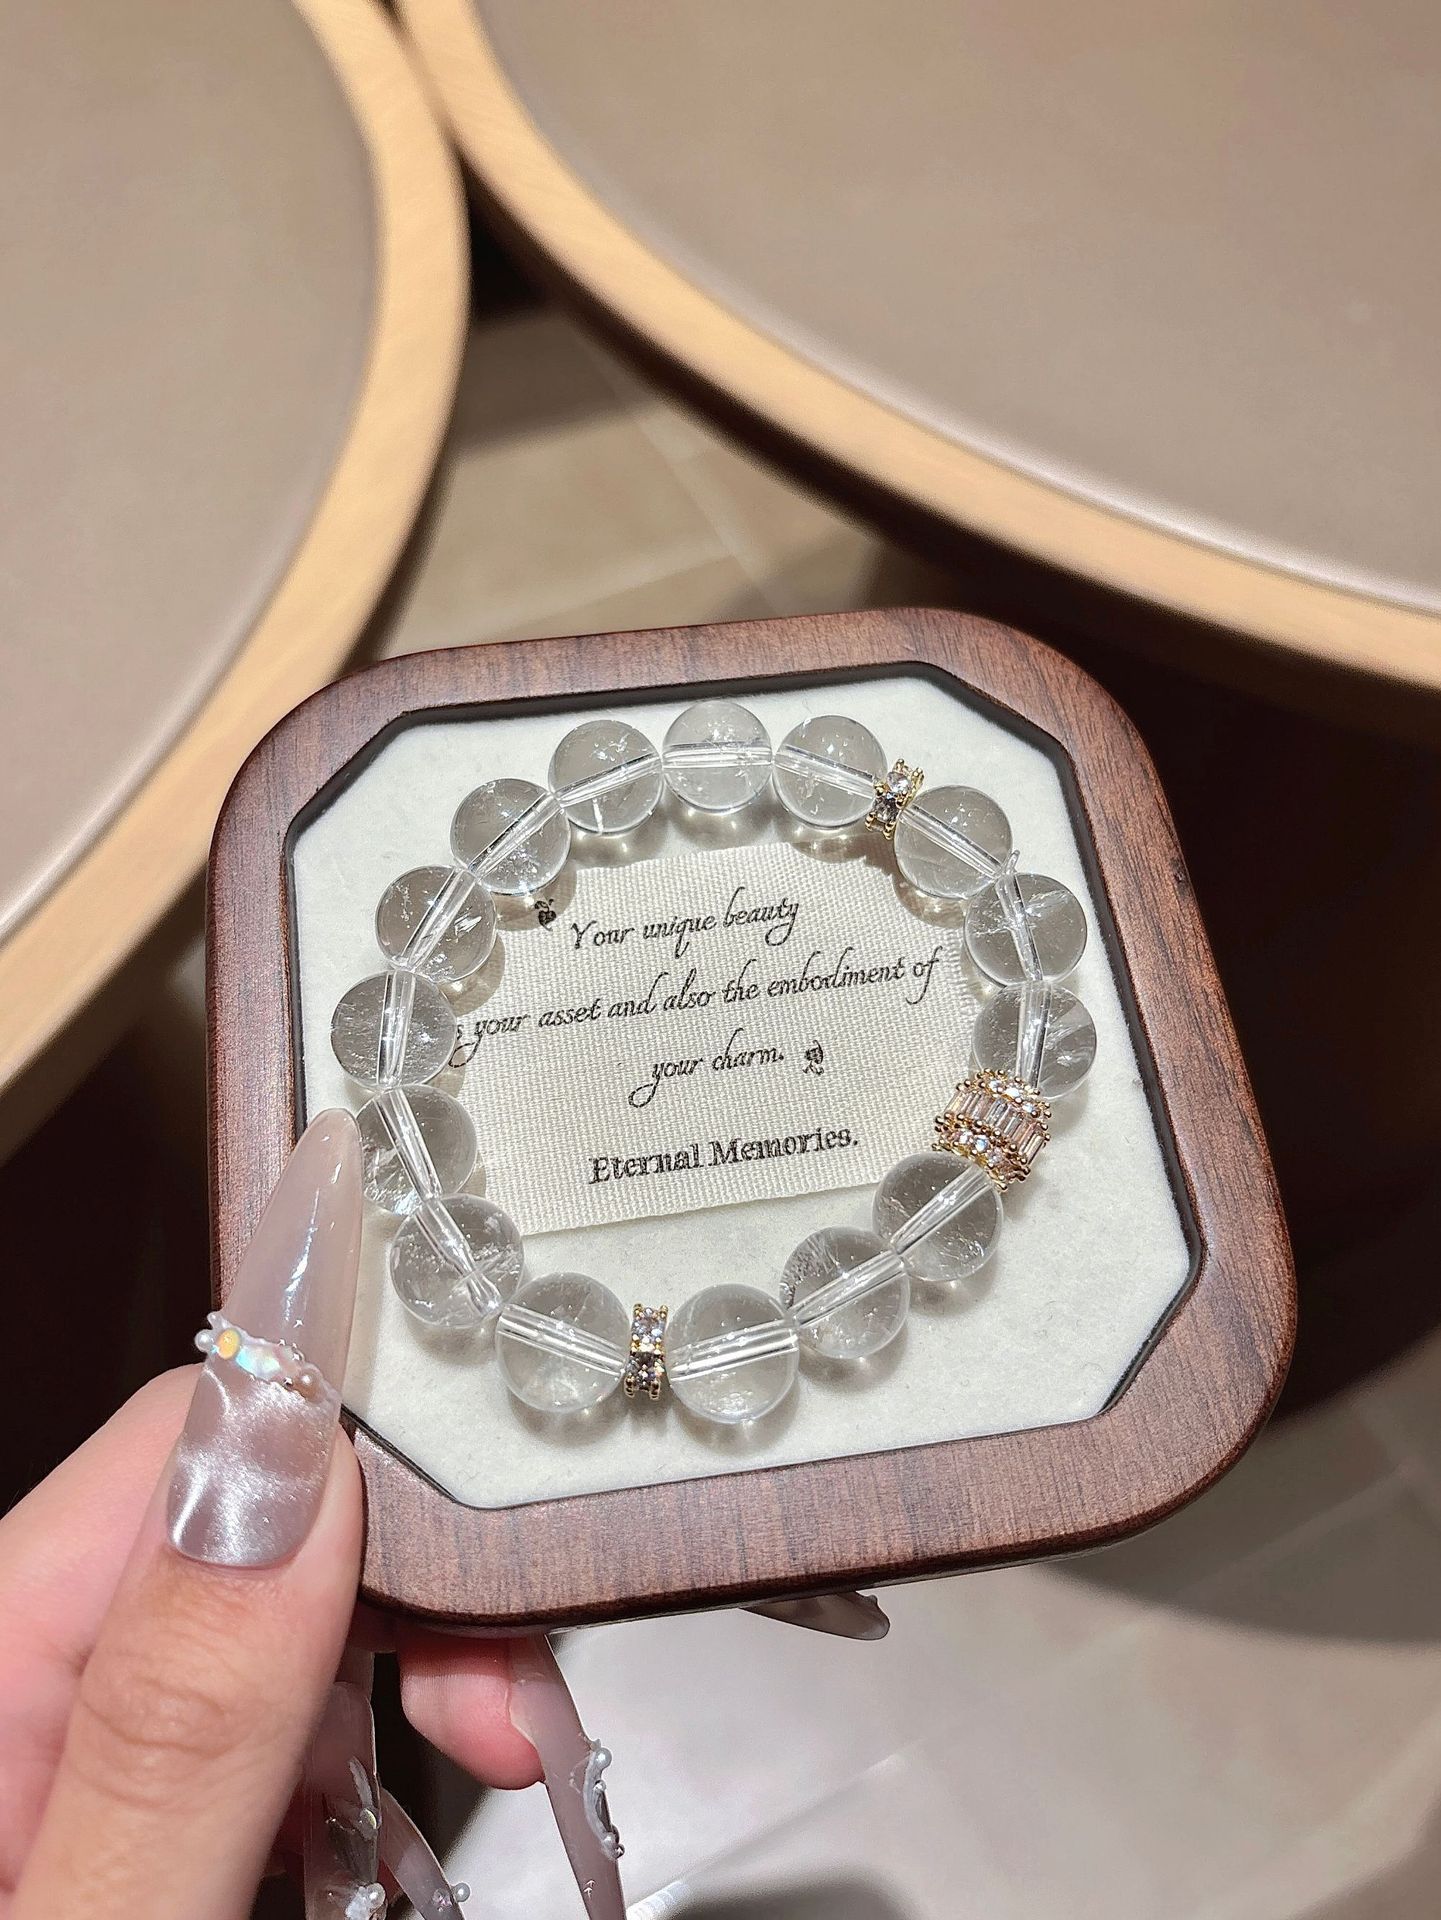 Your unique beauty
s your asset and also the embodiment of
your charm.
Eternal Memories.